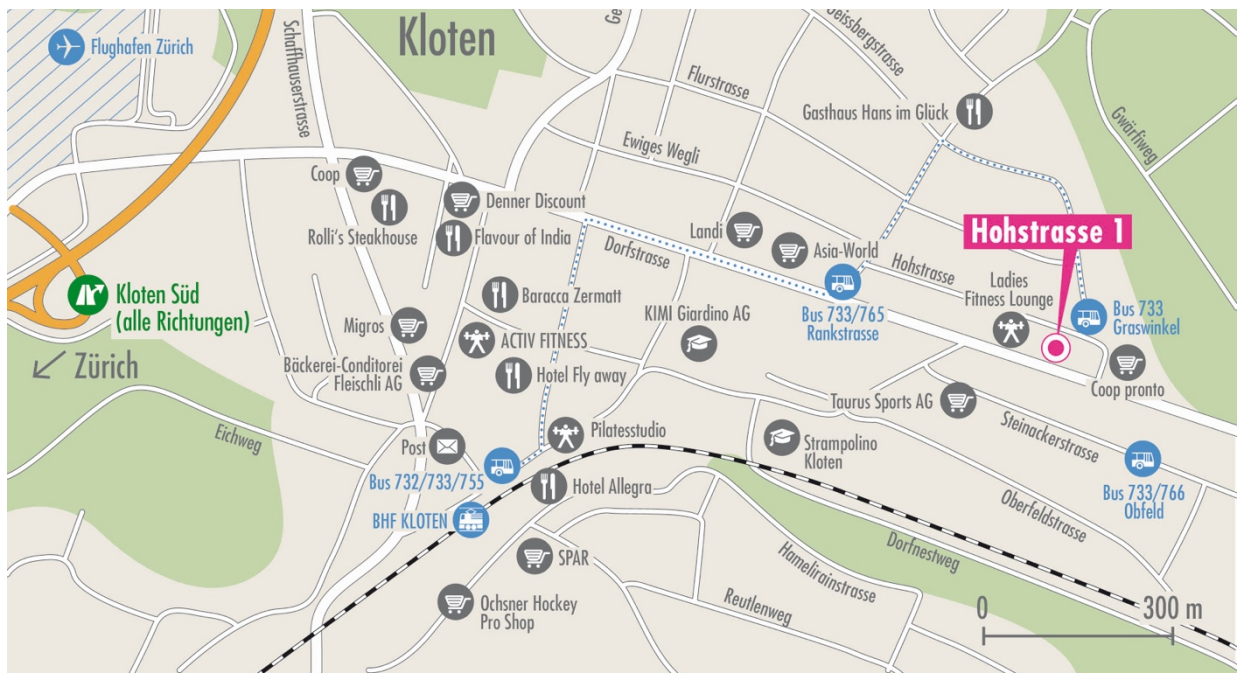 Kloten
Flughafen Zürich
Schaffhauserstrasse
Ge
Geissbergstrasse
Flurstrasse
Gasthaus Hans im Glück
Gwärfiweg
Ewiges Wegli
Coop
Rolli's Steakhouse
Denner Discount
Flavour of India
Dorfstrasse
Landi
Asia-World
Hohstrasse
Hohstrasse 1
Ladies
Fitness Lounge
Bus 733
Graswinkel
Bus 733/765
Rankstrasse
Kloten Süd
(alle Richtungen)
Zürich
Baracca Zermatt
KIMI Giardino AG
Migros
ACTIV FITNESS
Bäckerei-Conditorei
Fleischli AG
Hotel Fly away
Coop pronto
Taurus Sports AG
Steinackerstrasse
Eichweg
Post
Pilatesstudio
Strampolino
Kloten
Bus 732/733/755
Hotel Allegra
BHF KLOTEN
Bus 733/766
Obfeld
Oberfeldstrasse
Dorfnestweg
Hamelirainstrasse
SPAR
Ochsner Hockey
Pro Shop
Reutlenweg
0 300 m